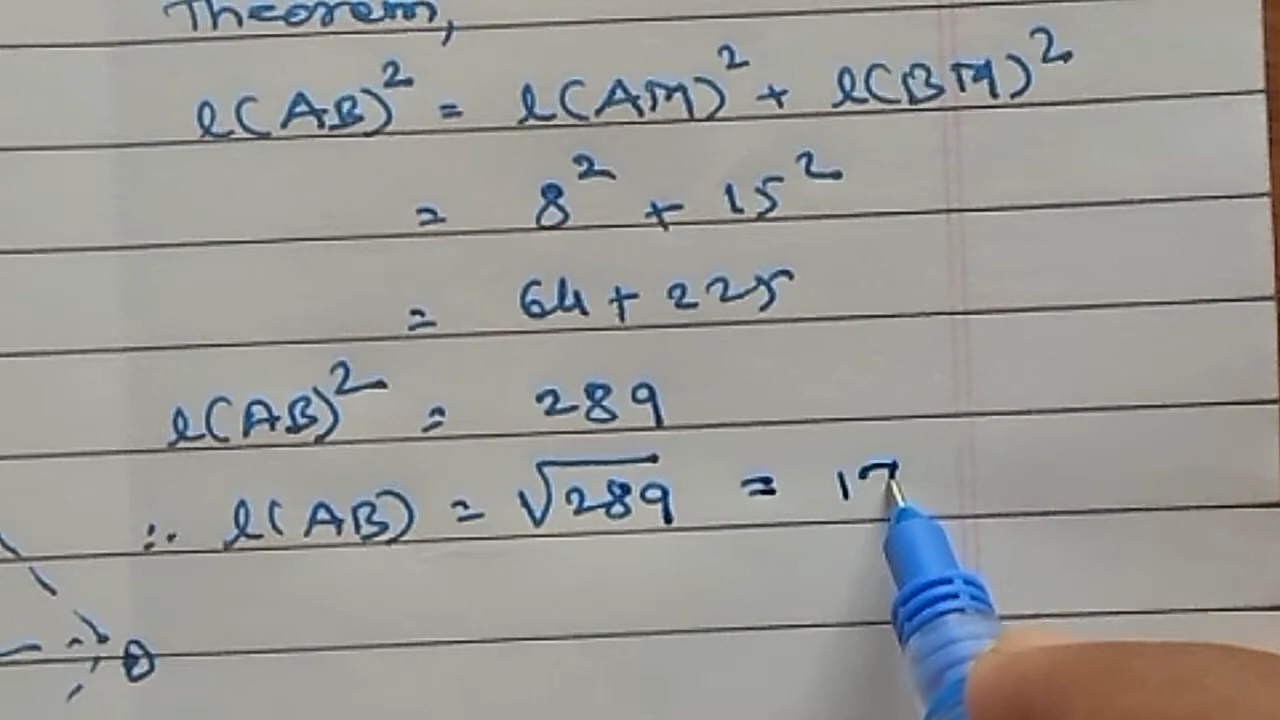 Theorem,
l(AB)² = l(AM)² + l(BM)²
= 8² + 15²
= 64 + 225
l(AB)² = 289
∴ l(AB) = √289 = 17